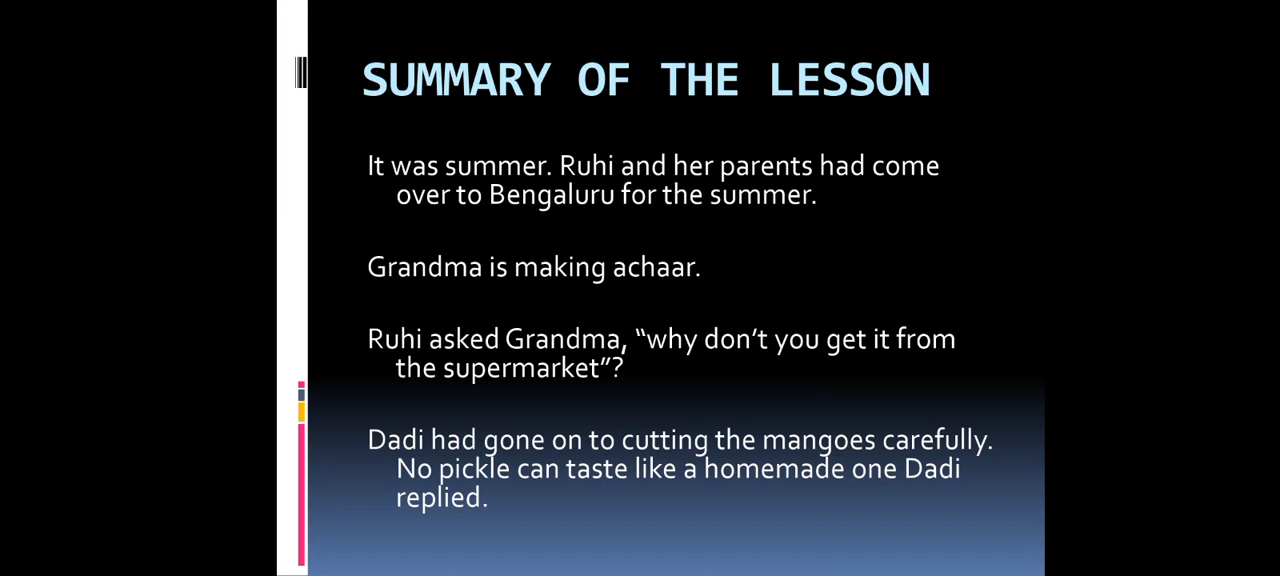 SUMMARY OF THE LESSON
It was summer. Ruhi and her parents had come
over to Bengaluru for the summer.
Grandma is making achaar.
Ruhi asked Grandma, “why don’t you get it from
the supermarket”?
Dadi had gone on to cutting the mangoes carefully.
No pickle can taste like a homemade one Dadi
replied.